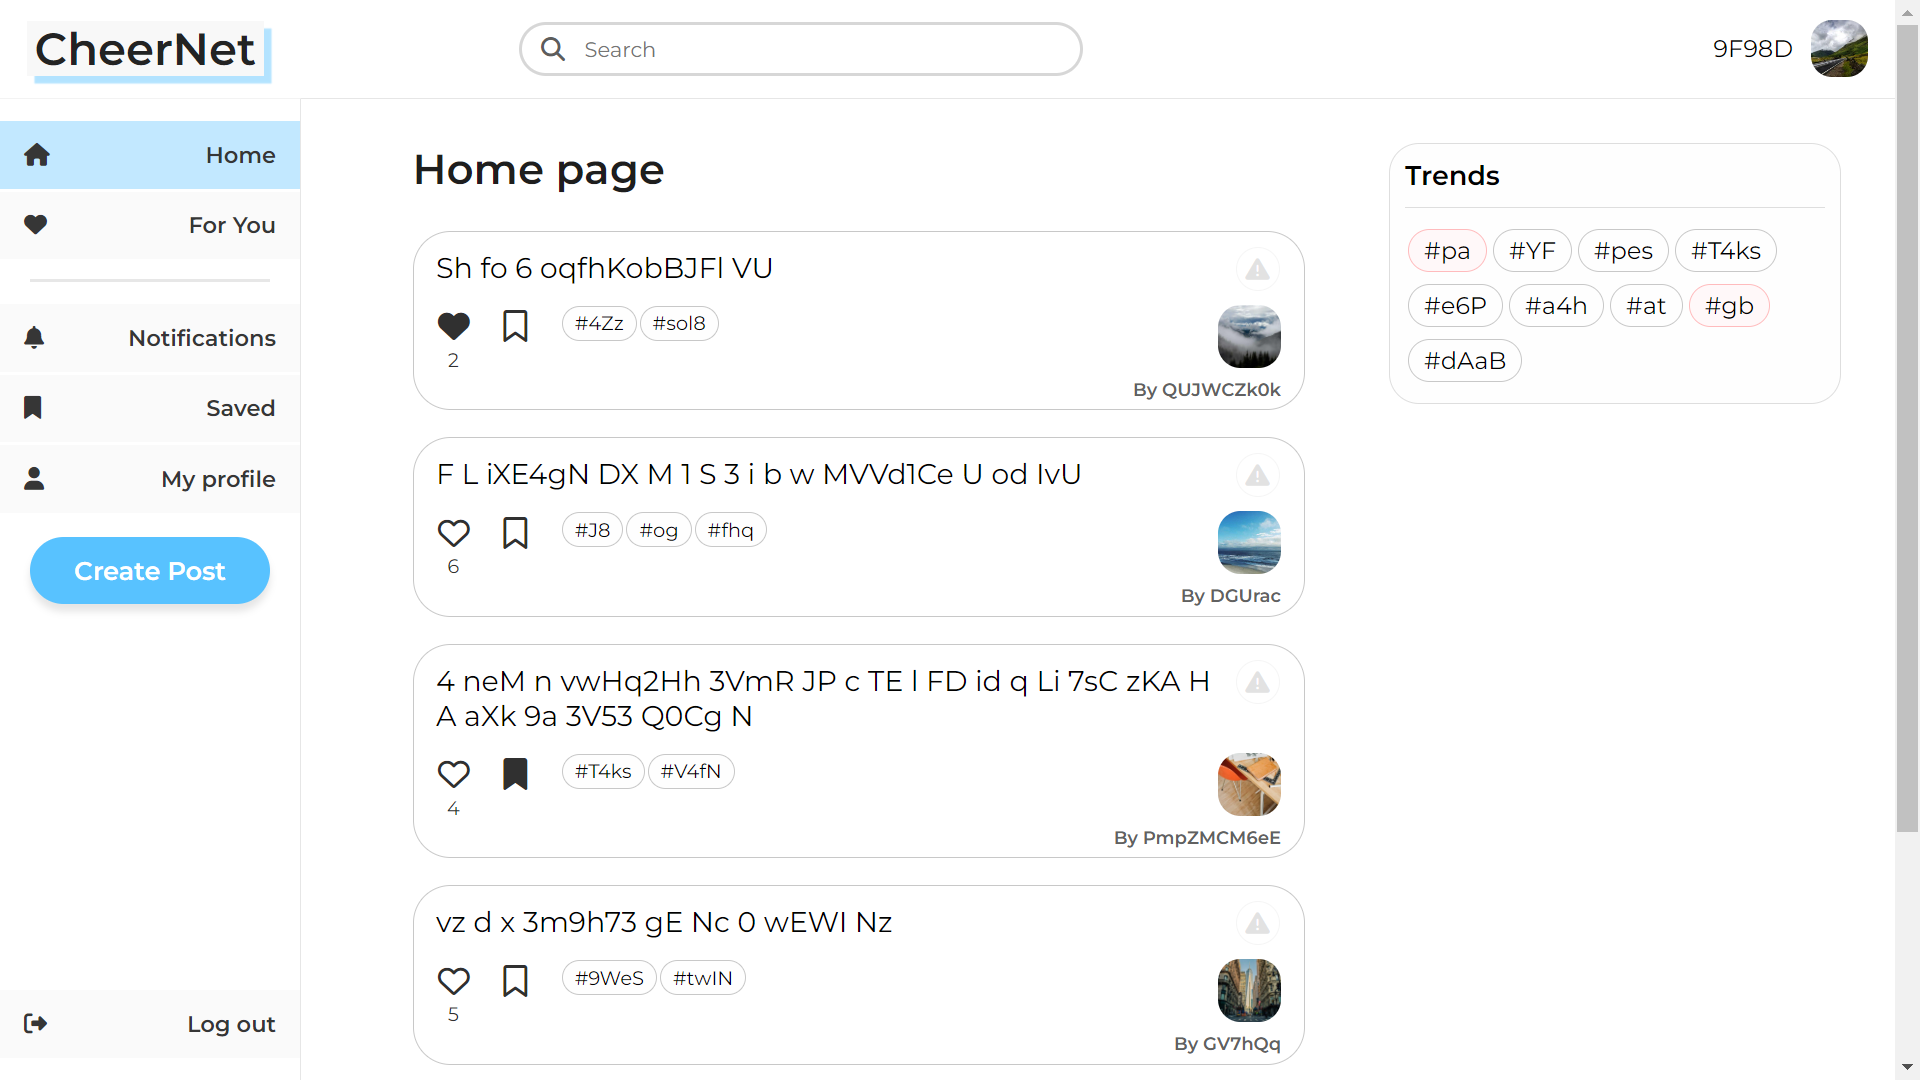 CheerNet
Search
9F98D
Home
For You
Notifications
Saved
My profile
Create Post
Log out
Home page
Sh fo 6 oqfhKobBJFl VU
#4Zz #sol8
2
By QUJWCZk0k
F L iXE4gN DX M 1 S 3 i b w MVVd1Ce U od IvU
#J8 #og #fhq
6
By DGUrac
4 neM n vwHq2Hh 3VmR JP c TE l FD id q Li 7sC zKA H
A aXk 9a 3V53 Q0Cg N
#T4ks #V4fN
4
By PmpZMCM6eE
vz d x 3m9h73 gE Nc 0 wEWI Nz
#9WeS #twIN
5
By GV7hQq
Trends
#pa #YF #pes #T4ks
#e6P #a4h #at #gb
#dAaB